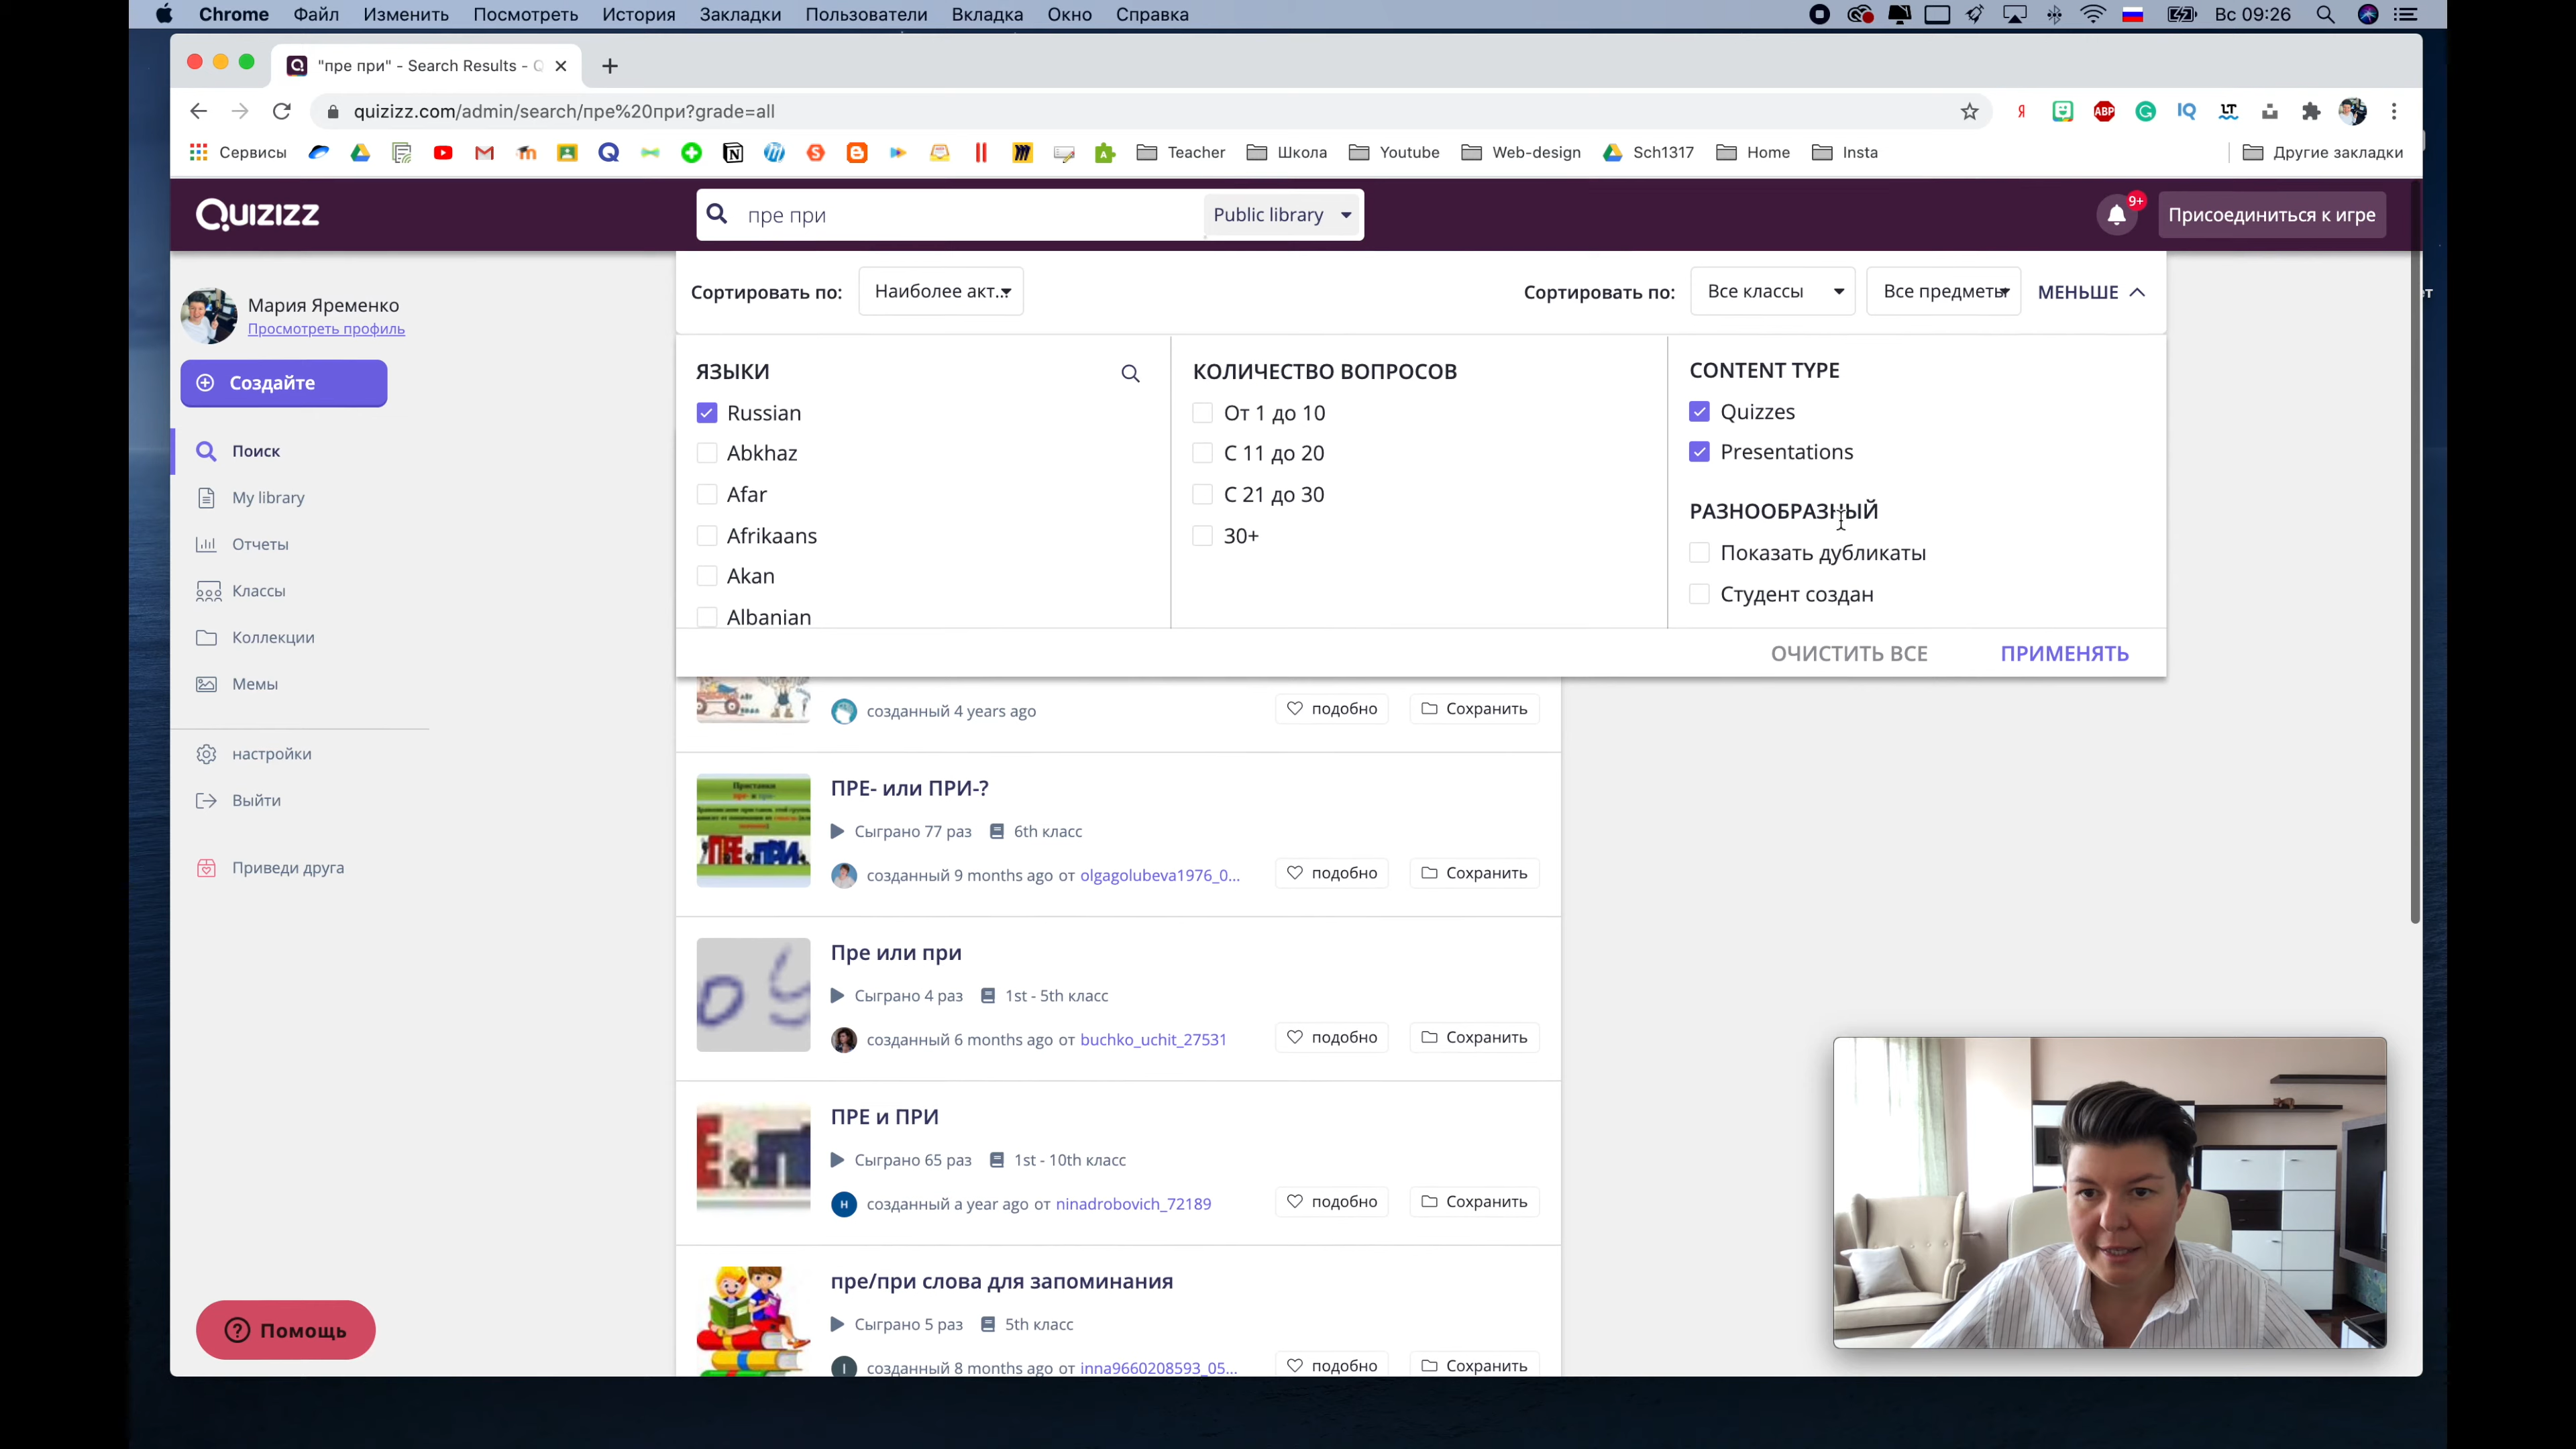 Chrome Файл Изменить Посмотреть История Закладки Пользователи Вкладка Окно Справка Вс 09:26
"пре при" - Search Results - Q
quizizz.com/admin/search/пре%20при?grade=all
Сервисы Teacher Школа Youtube Web-design Sch1317 Home Insta Другие закладки
QUIZIZZ пре при Public library 9+ Присоединиться к игре
Мария Яременко
Просмотреть профиль
Создайте
Поиск
My library
Отчеты
Классы
Коллекции
Мемы
настройки
Выйти
Приведи друга
Помощь
Сортировать по: Наиболее акт... Сортировать по: Все классы Все предметы МЕНЬШЕ
ЯЗЫКИ
Russian
Abkhaz
Afar
Afrikaans
Akan
Albanian
КОЛИЧЕСТВО ВОПРОСОВ
От 1 до 10
С 11 до 20
С 21 до 30
30+
CONTENT TYPE
Quizzes
Presentations
РАЗНООБРАЗНЫЙ
Показать дубликаты
Студент создан
ОЧИСТИТЬ ВСЕ ПРИМЕНЯТЬ
созданный 4 years ago подобно Сохранить
ПРЕ- или ПРИ-?
Сыграно 77 раз 6th класс
созданный 9 months ago от olgagolubeva1976_0... подобно Сохранить
Пре или при
Сыграно 4 раз 1st - 5th класс
созданный 6 months ago от buchko_uchit_27531 подобно Сохранить
ПРЕ и ПРИ
Сыграно 65 раз 1st - 10th класс
созданный a year ago от ninadrobovich_72189 подобно Сохранить
пре/при слова для запоминания
Сыграно 5 раз 5th класс
созданный 8 months ago от inna9660208593_05... подобно Сохранить